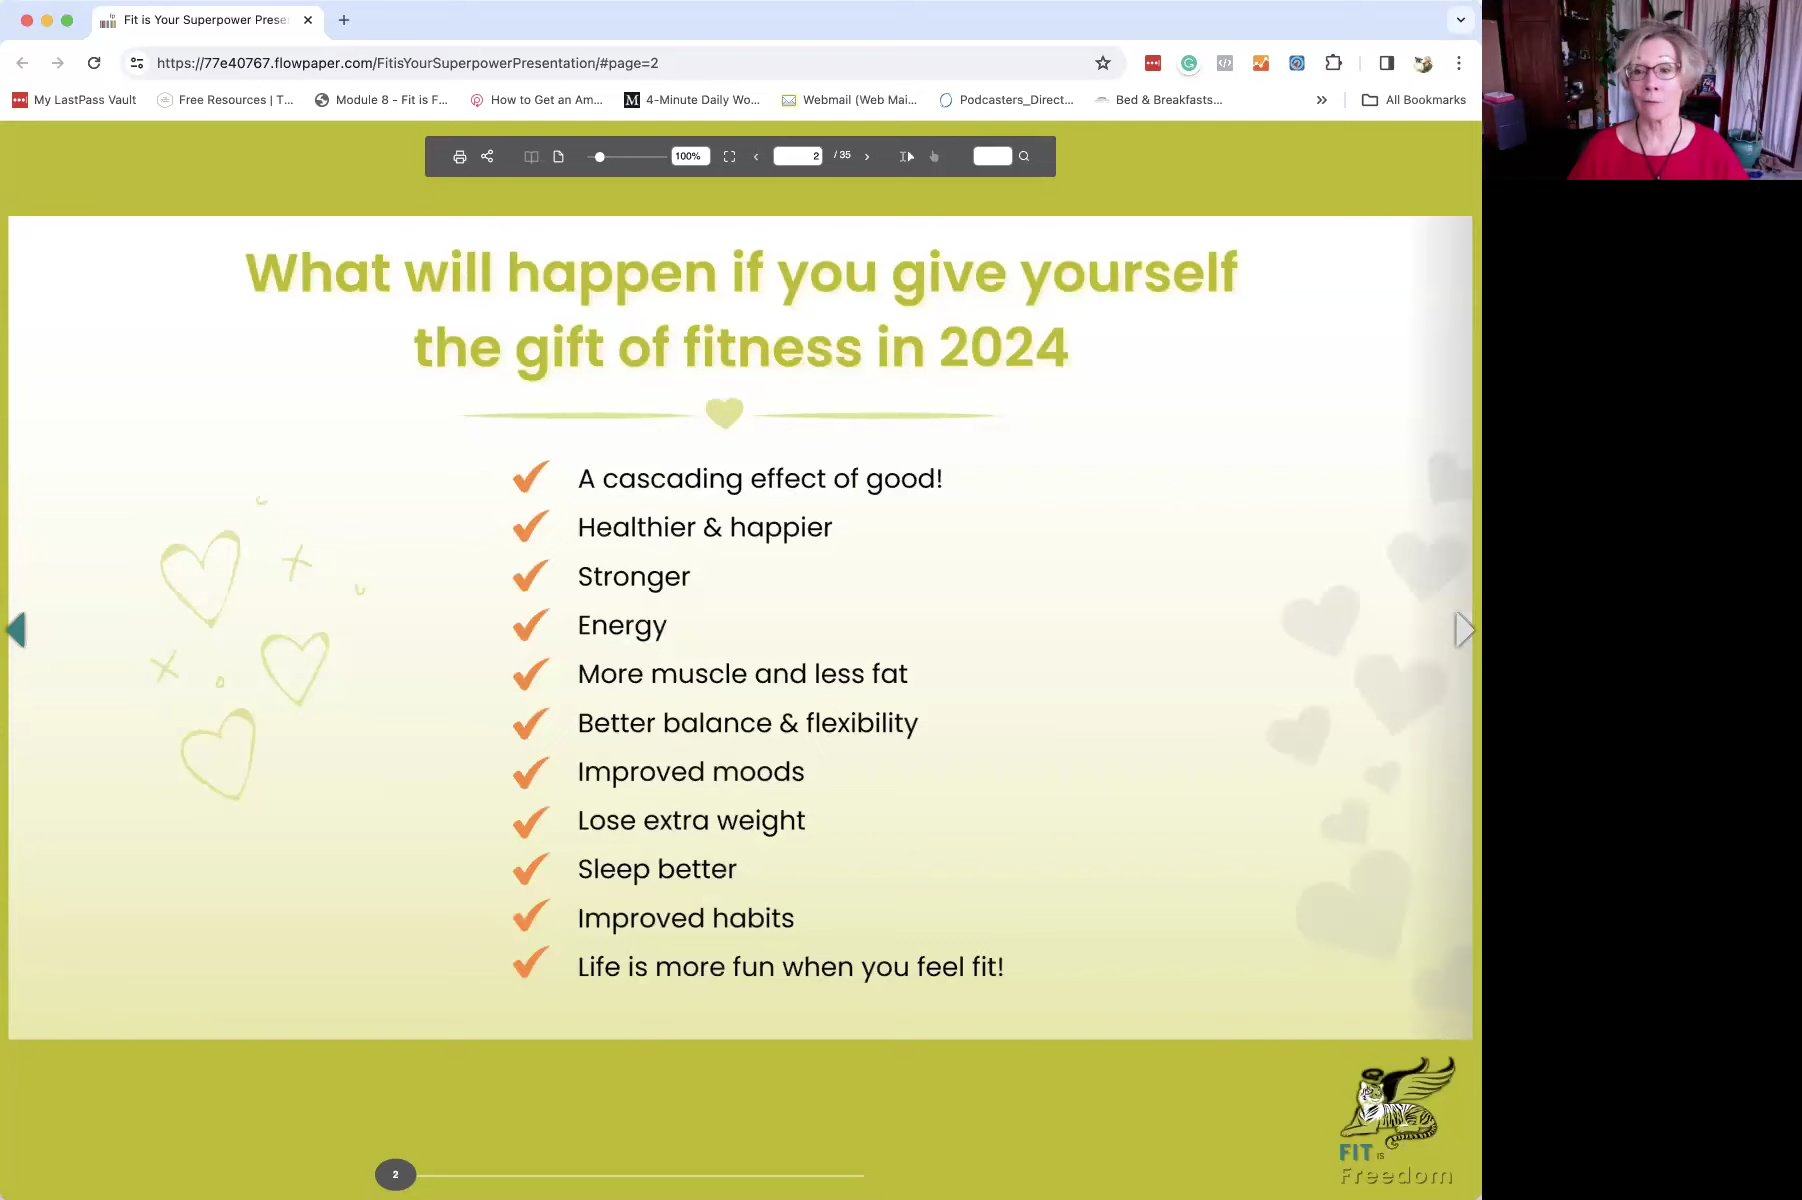 Fit is Your Superpower Prese
https://77e40767.flowpaper.com/FitisYourSuperpowerPresentation/#page=2
My LastPass Vault
Free Resources | T...
Module 8 - Fit is F...
How to Get an Am...
4-Minute Daily Wo...
Webmail (Web Mai...
Podcasters_Direct...
Bed & Breakfasts...
All Bookmarks
100%
2
/ 35
What will happen if you give yourself
the gift of fitness in 2024
A cascading effect of good!
Healthier & happier
Stronger
Energy
More muscle and less fat
Better balance & flexibility
Improved moods
Lose extra weight
Sleep better
Improved habits
Life is more fun when you feel fit!
FIT IS
Freedom
2